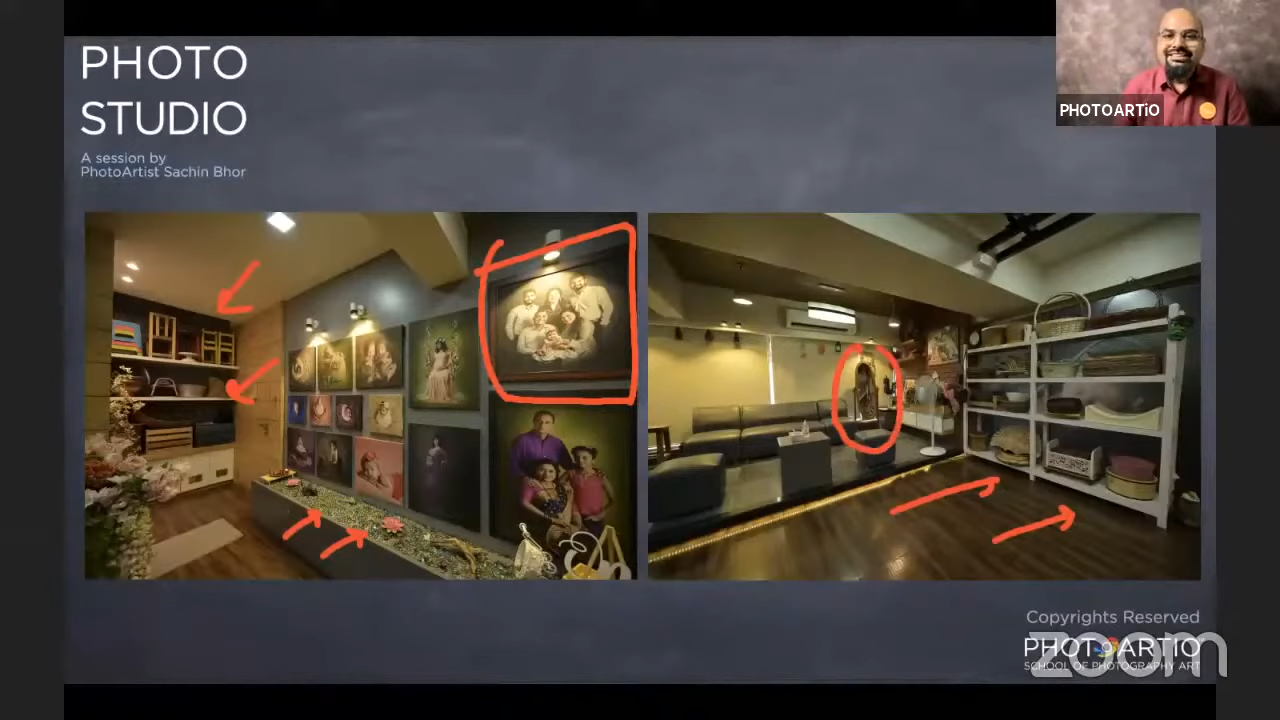 PHOTO
STUDIO
A session by
PhotoArtist Sachin Bhor
PHOTOARTiO
Copyrights Reserved
PHOTOARTIO
SCHOOL OF PHOTOGRAPHY ART
zoom